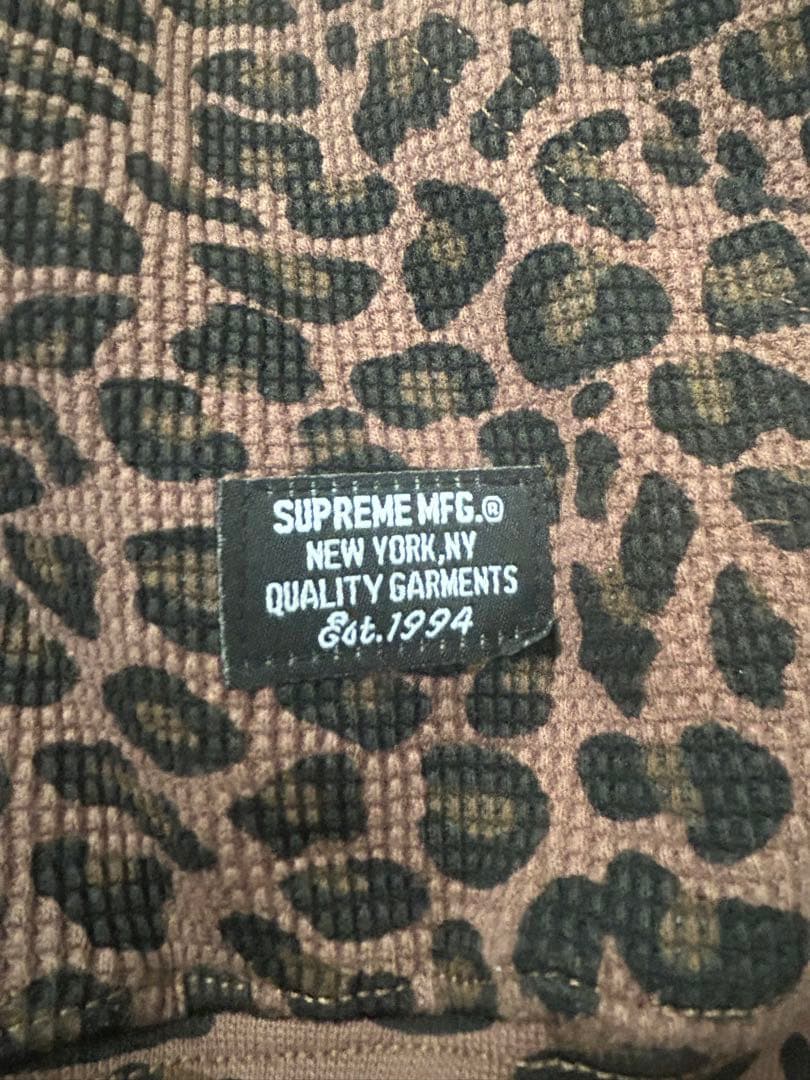 SUPREME MFG.®
NEW YORK,NY
QUALITY GARMENTS
Est.1994